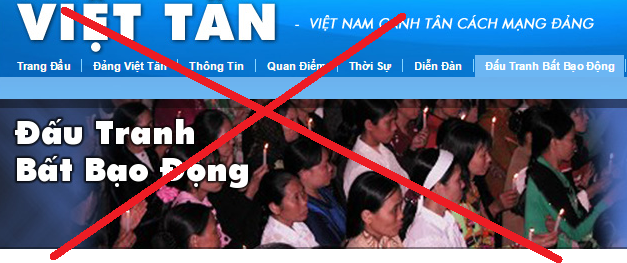 VIỆT TÂN - VIỆT NAM CANH TÂN CÁCH MẠNG ĐẢNG
Trang Đầu Đảng Việt Tân Thông Tin Quan Điểm Thời Sự Diễn Đàn Đấu Tranh Bất Bạo Động
Đấu Tranh
Bất Bạo Động